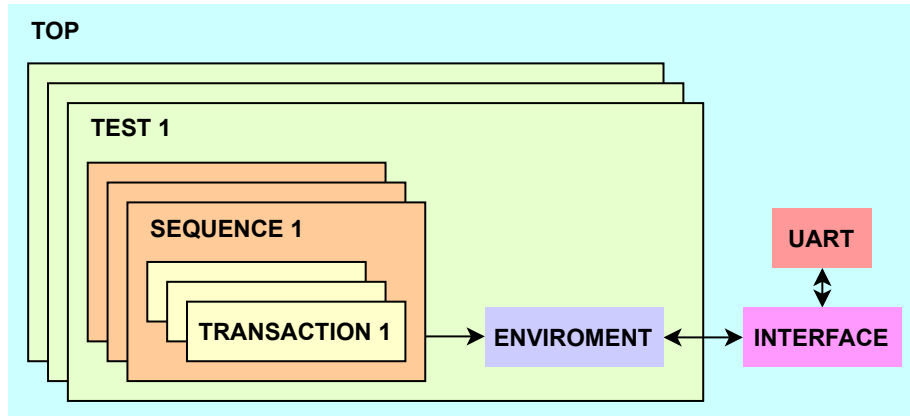 TOP
TEST 1
SEQUENCE 1
UART
TRANSACTION 1
ENVIROMENT
INTERFACE